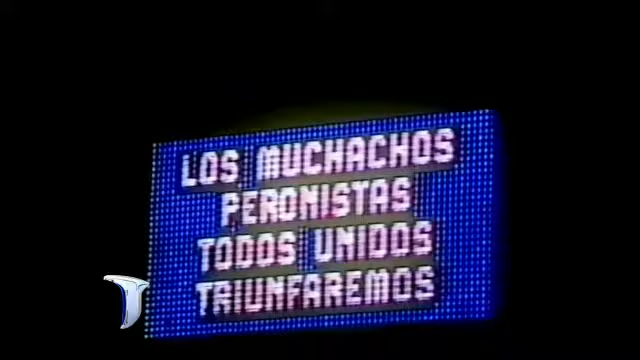 LOS MUCHACHOS
PERONISTAS
TODOS UNIDOS
TRIUNFAREMOS